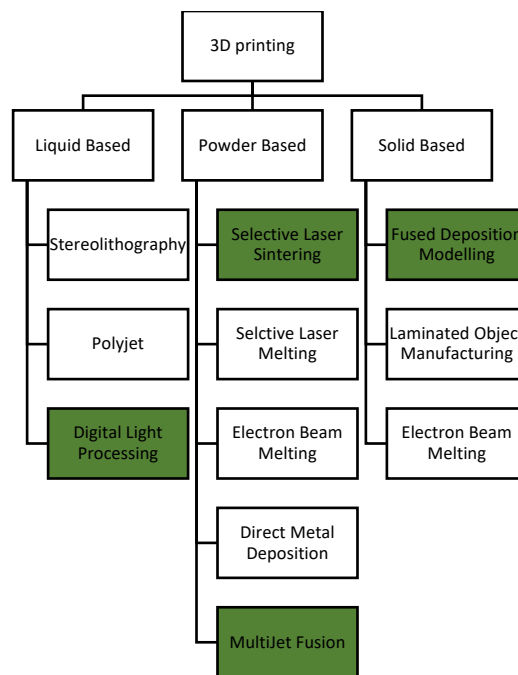 3D printing
Liquid Based
Powder Based
Solid Based
Stereolithography
Selective Laser
Sintering
Fused Deposition
Modelling
Polyjet
Selctive Laser
Melting
Laminated Objec
Manufacturing
Digital Light
Processing
Electron Beam
Melting
Electron Beam
Melting
Direct Metal
Deposition
MultiJet Fusion